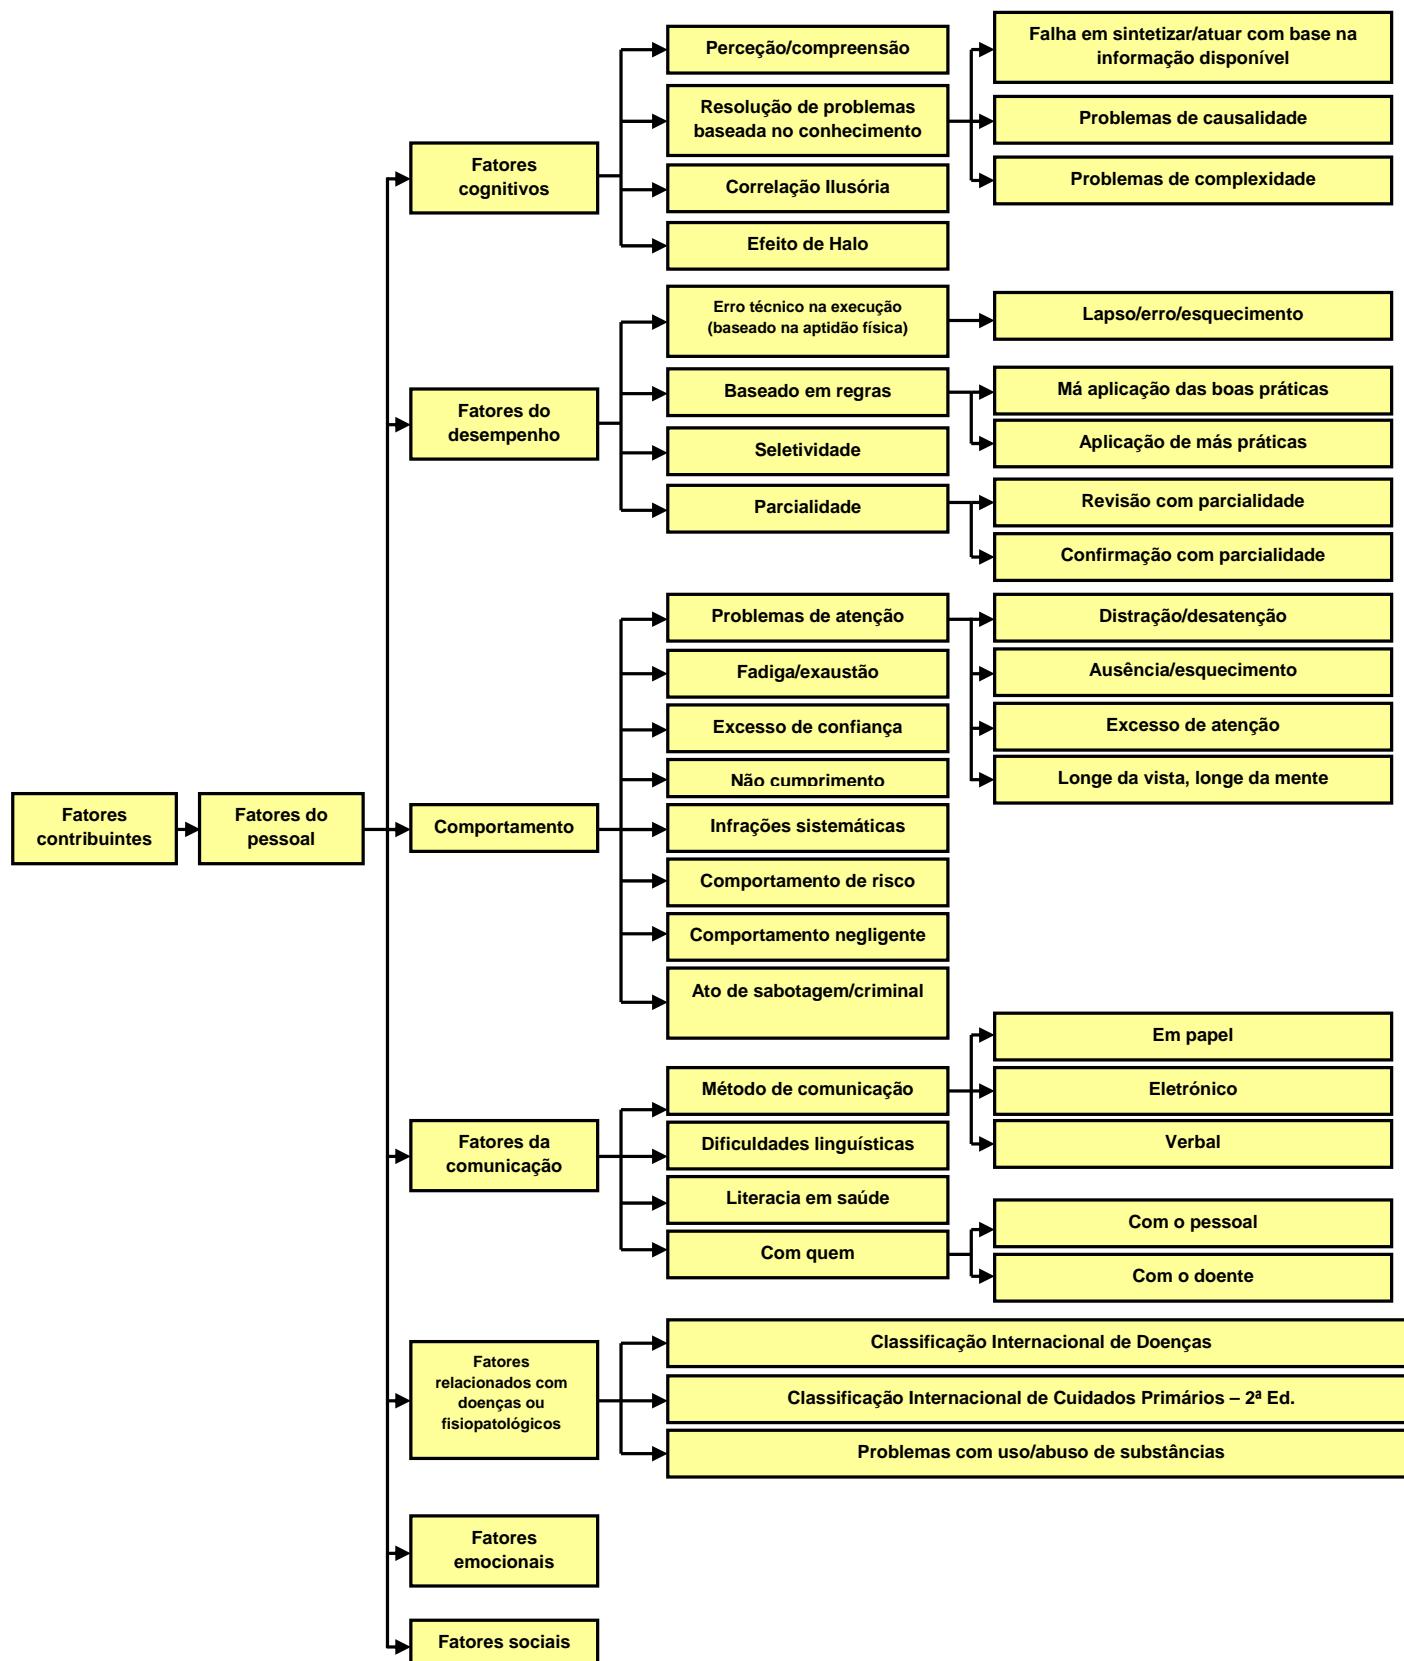 Fatores
contribuintes
Fatores do
pessoal
Fatores
cognitivos
Perceção/compreensão
Resolução de problemas
baseada no conhecimento
Falha em sintetizar/atuar com base na
informação disponível
Problemas de causalidade
Problemas de complexidade
Correlação Ilusória
Efeito de Halo
Fatores do
desempenho
Erro técnico na execução
(baseado na aptidão física)
Lapso/erro/esquecimento
Baseado em regras
Má aplicação das boas práticas
Aplicação de más práticas
Seletividade
Parcialidade
Revisão com parcialidade
Confirmação com parcialidade
Comportamento
Problemas de atenção
Distração/desatenção
Ausência/esquecimento
Excesso de atenção
Longe da vista, longe da mente
Fadiga/exaustão
Excesso de confiança
Não cumprimento
Infrações sistemáticas
Comportamento de risco
Comportamento negligente
Ato de sabotagem/criminal
Fatores da
comunicação
Método de comunicação
Em papel
Eletrónico
Verbal
Dificuldades linguísticas
Literacia em saúde
Com quem
Com o pessoal
Com o doente
Fatores
relacionados com
doenças ou
fisiopatológicos
Classificação Internacional de Doenças
Classificação Internacional de Cuidados Primários – 2ª Ed.
Problemas com uso/abuso de substâncias
Fatores
emocionais
Fatores sociais